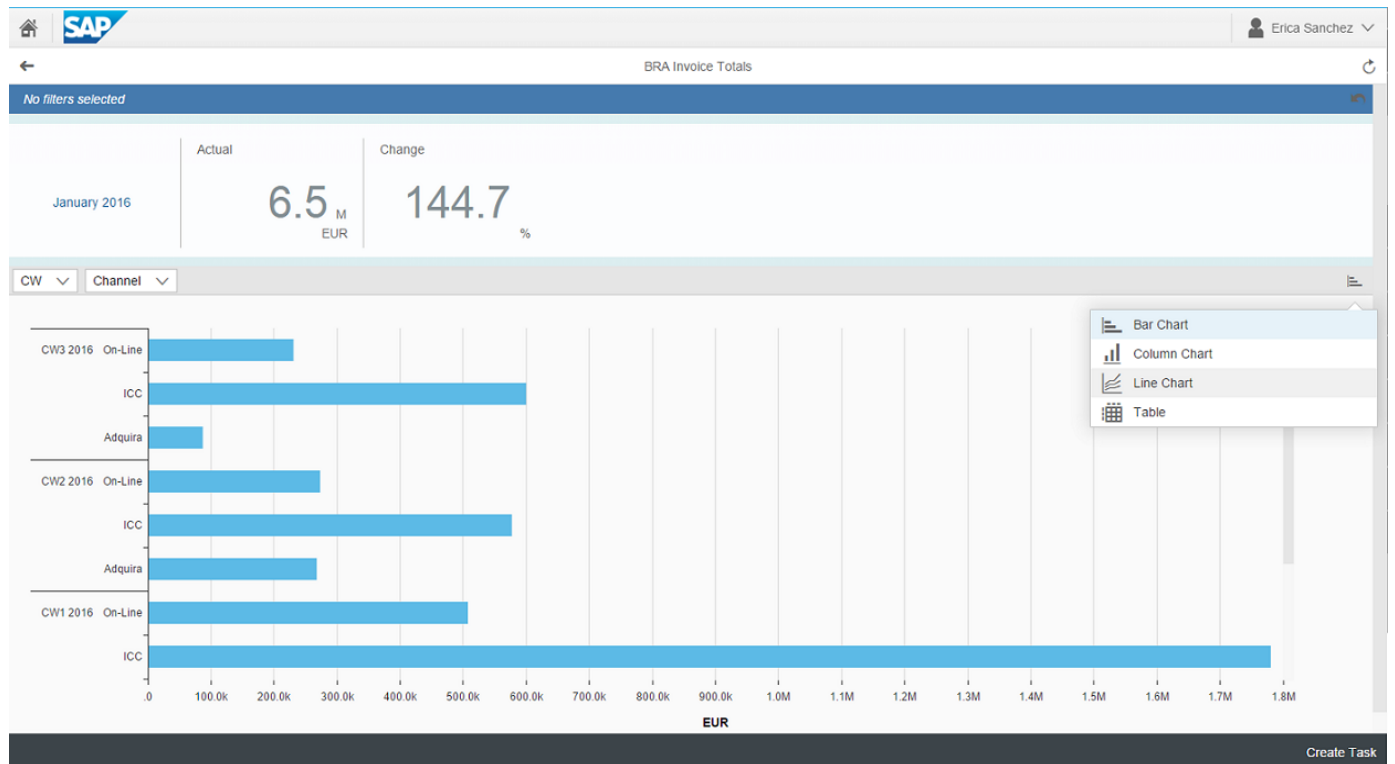 SAP
Erica Sanchez
BRA Invoice Totals
No filters selected
Actual
Change
January 2016
6.5 M
EUR
144.7
%
CW
Channel
Bar Chart
Column Chart
Line Chart
Table
CW3 2016 On-Line
ICC
Adquira
CW2 2016 On-Line
ICC
Adquira
CW1 2016 On-Line
ICC
.0 100.0k 200.0k 300.0k 400.0k 500.0k 600.0k 700.0k 800.0k 900.0k 1.0M 1.1M 1.2M 1.3M 1.4M 1.5M 1.6M 1.7M 1.8M
EUR
Create Task